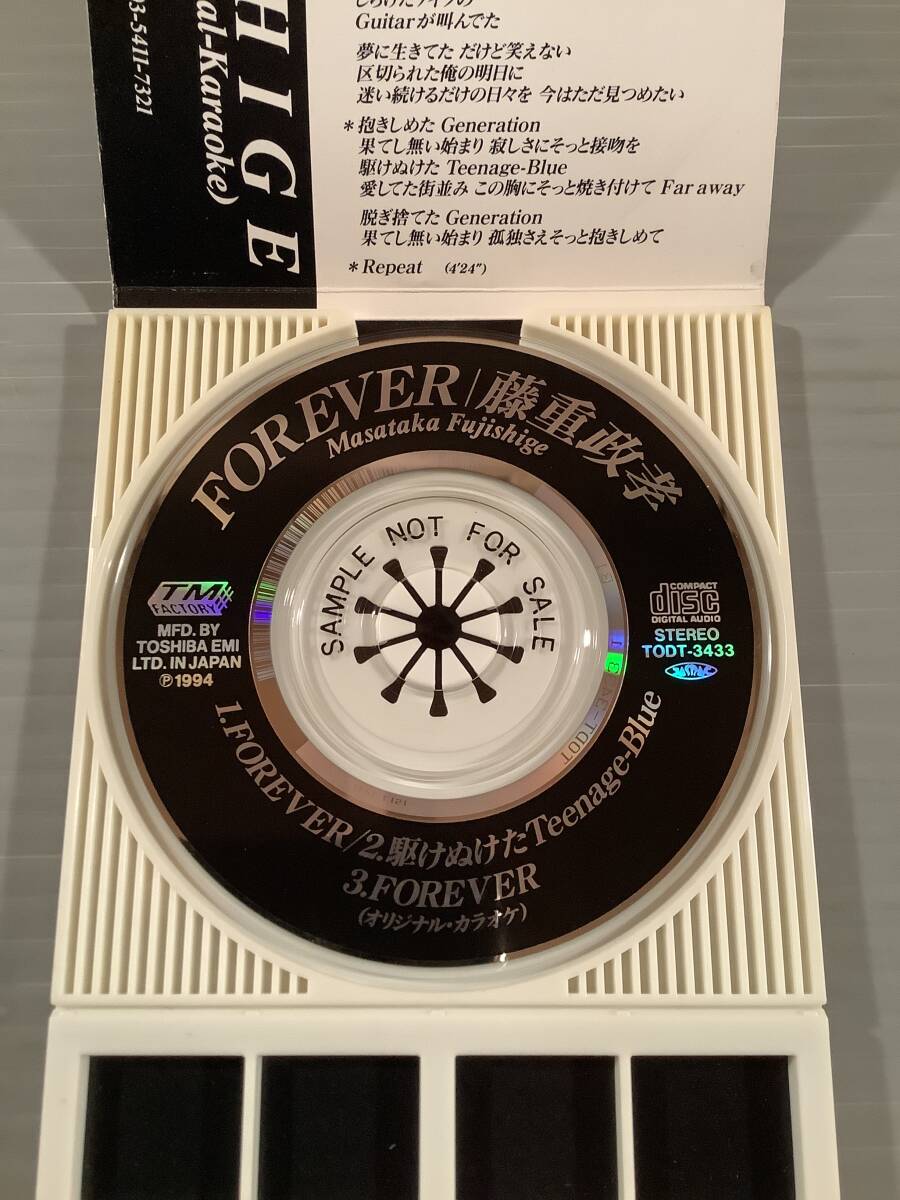 03-5411-7321
HIGE
al-Karaoke)
Guitarが叫んでた
夢に生きてた だけど笑えない
区切られた俺の明日に
迷い続けるだけの日々を 今はただ見つめたい
*抱きしめた Generation
果てし無い始まり 寂しさにそっと接吻を
駆けぬけた Teenage-Blue
愛してた街並み この胸にそっと焼き付けて Far away
脱ぎ捨てた Generation
果てし無い始まり 孤独さえそっと抱きしめて
*Repeat (4'24")
FOREVER/藤重政孝
Masataka Fujishige
SAMPLE NOT FOR SALE
TM
FACTORY
MFD. BY
TOSHIBA EMI
LTD. IN JAPAN
℗1994
COMPACT
disc
DIGITAL AUDIO
STEREO
TODT-3433
JASRAC
1.FOREVER/2.駆けぬけたTeenage-Blue
3.FOREVER
(オリジナル・カラオケ)